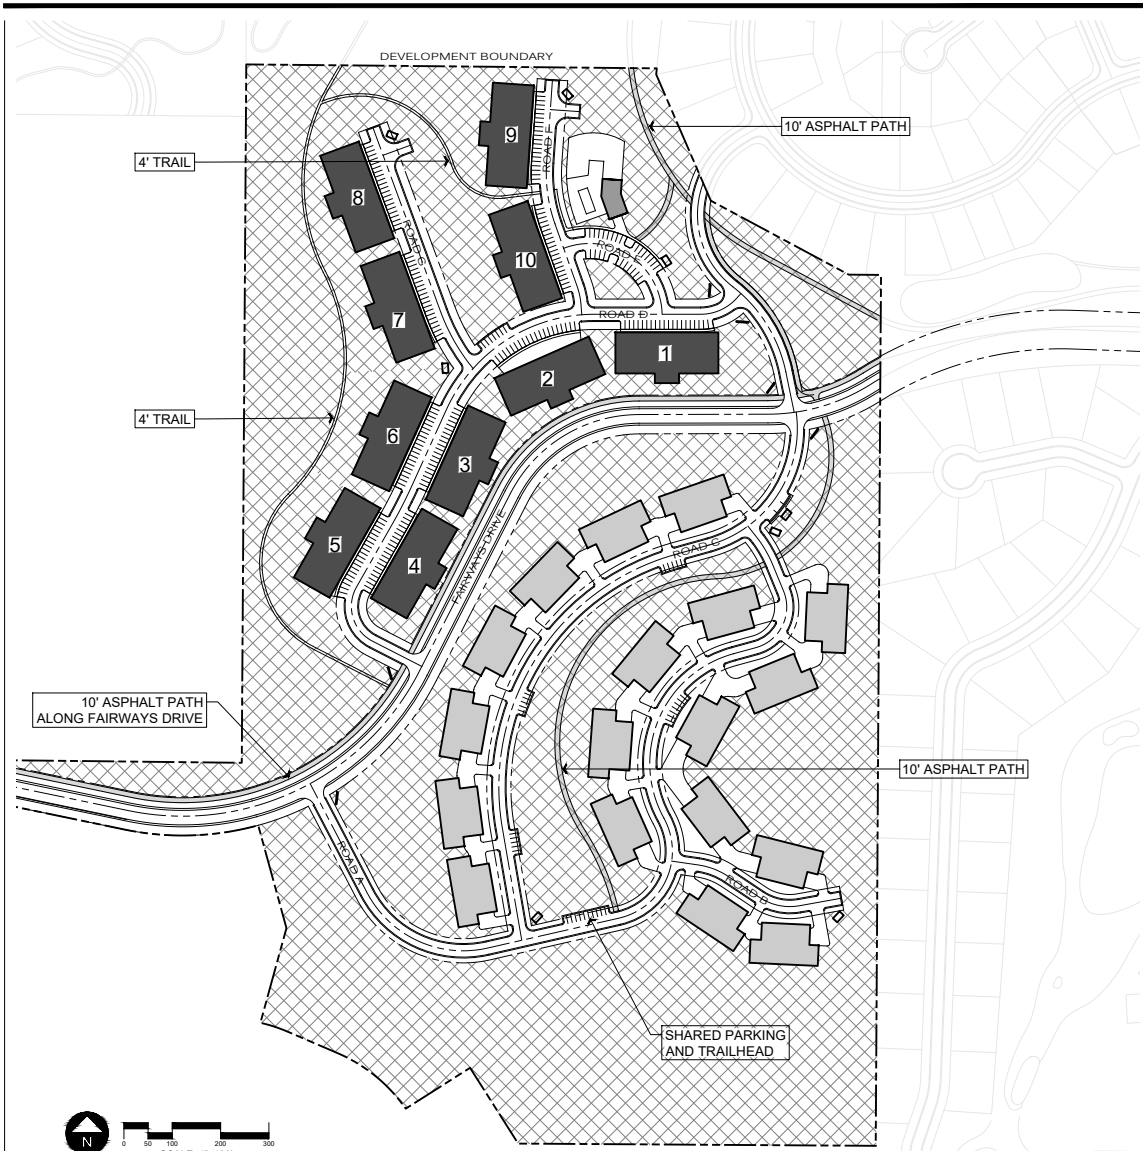 DEVELOPMENT BOUNDARY
10' ASPHALT PATH
4' TRAIL
9
ROAD F
8
ROAD G
10
ROAD E
7
ROAD D
1
2
4' TRAIL
6
3
5
4
FAIRWAYS DRIVE
ROAD C
10' ASPHALT PATH
ALONG FAIRWAYS DRIVE
10' ASPHALT PATH
ROAD A
ROAD B
SHARED PARKING
AND TRAILHEAD
N
0 50 100 200 300